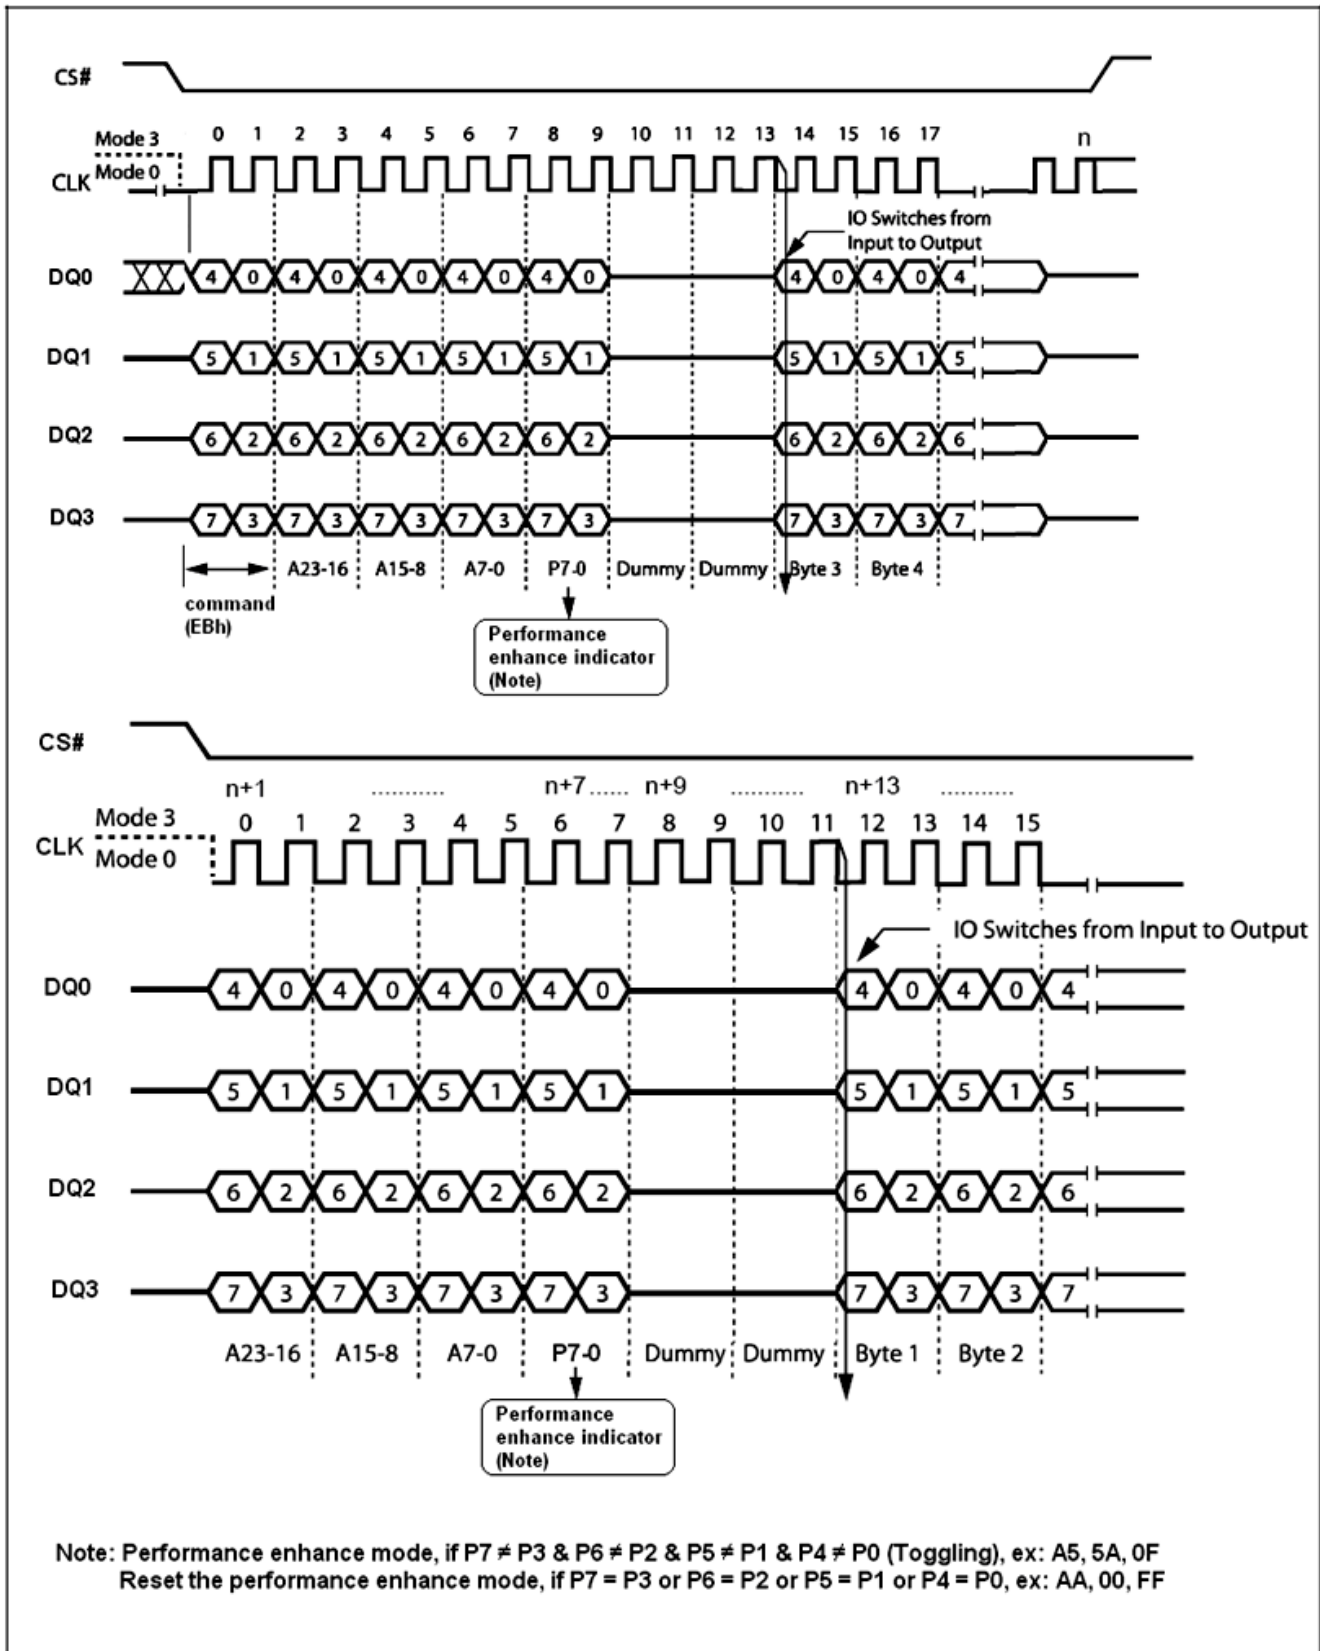 CS#
Mode 3
0 1 2 3 4 5 6 7 8 9 10 11 12 13 14 15 16 17 n
CLK Mode 0
IO Switches from
Input to Output
DQ0 4 0 4 0 4 0 4 0 4 0 4 0 4 0 4
DQ1 5 1 5 1 5 1 5 1 5 1 5 1 5 1 5
DQ2 6 2 6 2 6 2 6 2 6 2 6 2 6 2 6
DQ3 7 3 7 3 7 3 7 3 7 3 7 3 7 3 7
A23-16 A15-8 A7-0 P7-0 Dummy Dummy Byte 3 Byte 4
command
(EBh)
Performance
enhance indicator
(Note)
CS#
n+1 ............ n+7 ...... n+9 ............ n+13 ............
Mode 3
0 1 2 3 4 5 6 7 8 9 10 11 12 13 14 15
CLK Mode 0
IO Switches from Input to Output
DQ0 4 0 4 0 4 0 4 0 4 0 4 0 4
DQ1 5 1 5 1 5 1 5 1 5 1 5 1 5
DQ2 6 2 6 2 6 2 6 2 6 2 6 2 6
DQ3 7 3 7 3 7 3 7 3 7 3 7 3 7
A23-16 A15-8 A7-0 P7-0 Dummy Dummy Byte 1 Byte 2
Performance
enhance indicator
(Note)
Note: Performance enhance mode, if P7 ≠ P3 & P6 ≠ P2 & P5 ≠ P1 & P4 ≠ P0 (Toggling), ex: A5, 5A, 0F
Reset the performance enhance mode, if P7 = P3 or P6 = P2 or P5 = P1 or P4 = P0, ex: AA, 00, FF